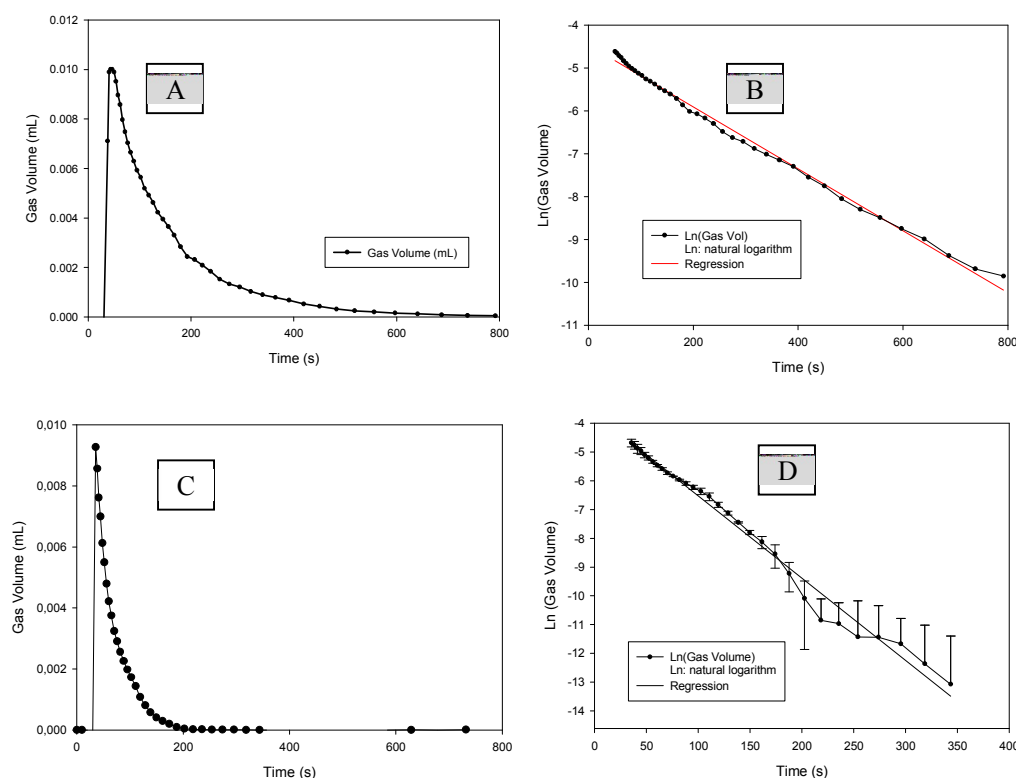 0.012
0.010
0.008
0.006
0.004
0.002
0.000
Gas Volume (mL)
A
Gas Volume (mL)
0 200 400 600 800
Time (s)
-4
-5
-6
-7
-8
-9
-10
-11
Ln(Gas Volume)
B
Ln(Gas Vol)
Ln: natural logarithm
Regression
0 200 400 600 800
Time (s)
0,010
0,008
0,006
0,004
0,002
0,000
Gas Volume (mL)
C
0 200 400 600 800
Time (s)
-4
-5
-6
-7
-8
-9
-10
-11
-12
-13
-14
Ln (Gas Volume)
D
Ln(Gas Volume)
Ln: natural logarithm
Regression
0 50 100 150 200 250 300 350 400
Time (s)